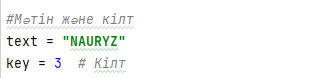 #Мәтін және кілт
text = "NAURYZ"
key = 3  # Кілт